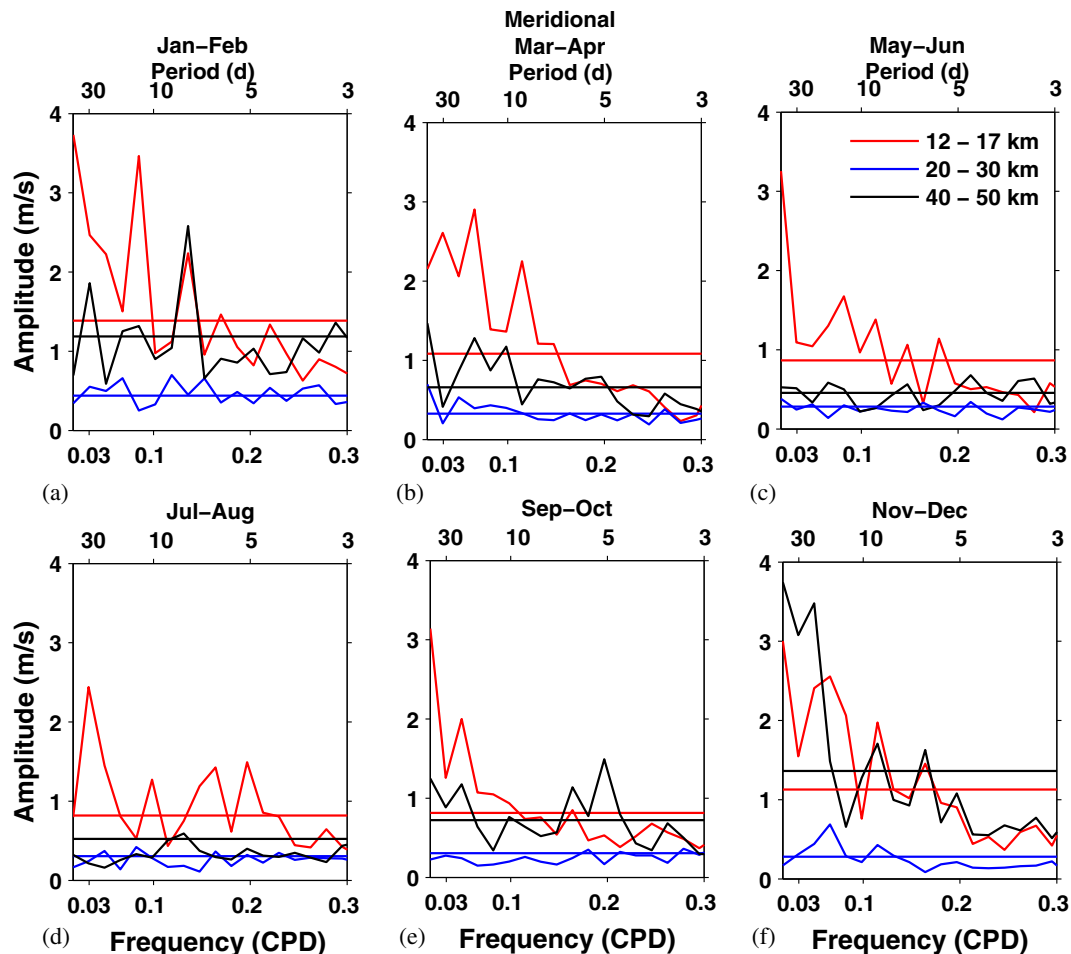 Meridional
Jan–Feb
Mar–Apr
May–Jun
Period (d)
Period (d)
Period (d)
30 10 5 3
30 10 5 3
30 10 5 3
Amplitude (m/s)
4
3
2
1
0
4
3
2
1
0
4
3
2
1
0
12 – 17 km
20 – 30 km
40 – 50 km
0.03 0.1 0.2 0.3
0.03 0.1 0.2 0.3
0.03 0.1 0.2 0.3
(a)
(b)
(c)
Jul–Aug
Sep–Oct
Nov–Dec
30 10 5 3
30 10 5 3
30 10 5 3
Amplitude (m/s)
4
3
2
1
0
4
3
2
1
0
4
3
2
1
0
0.03 0.1 0.2 0.3
0.03 0.1 0.2 0.3
0.03 0.1 0.2 0.3
(d) Frequency (CPD)
(e) Frequency (CPD)
(f) Frequency (CPD)